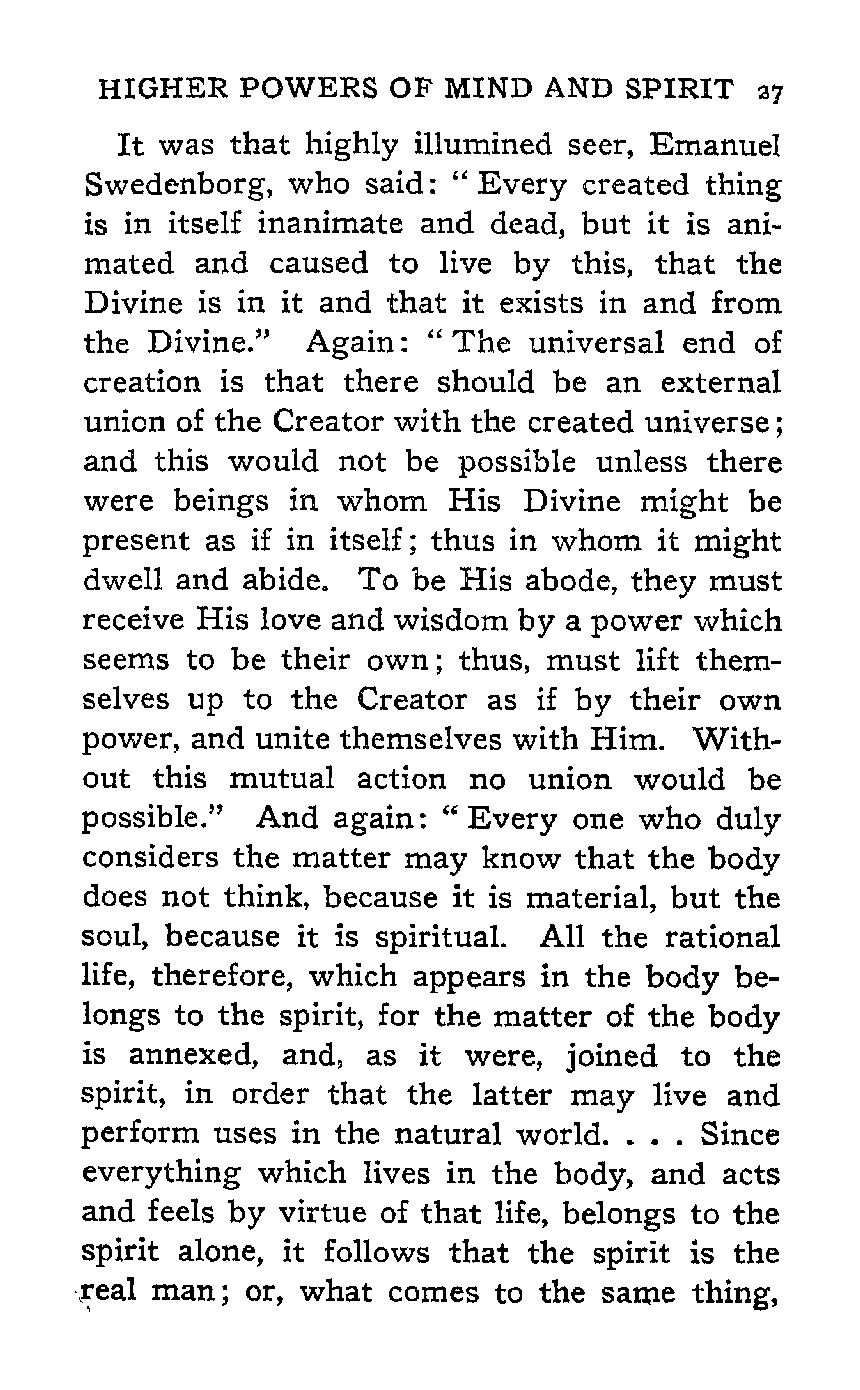 HIGHER POWERS OF MIND AND SPIRIT 27
It was that highly illumined seer, Emanuel
Swedenborg, who said: “ Every created thing
is in itself inanimate and dead, but it is ani-
mated and caused to live by this, that the
Divine is in it and that it exists in and from
the Divine.” Again: “ The universal end of
creation is that there should be an external
union of the Creator with the created universe;
and this would not be possible unless there
were beings in whom His Divine might be
present as if in itself; thus in whom it might
dwell and abide. To be His abode, they must
receive His love and wisdom by a power which
seems to be their own; thus, must lift them-
selves up to the Creator as if by their own
power, and unite themselves with Him. With-
out this mutual action no union would be
possible.” And again: “ Every one who duly
considers the matter may know that the body
does not think, because it is material, but the
soul, because it is spiritual. All the rational
life, therefore, which appears in the body be-
longs to the spirit, for the matter of the body
is annexed, and, as it were, joined to the
spirit, in order that the latter may live and
perform uses in the natural world. . . . Since
everything which lives in the body, and acts
and feels by virtue of that life, belongs to the
spirit alone, it follows that the spirit is the
real man; or, what comes to the same thing,